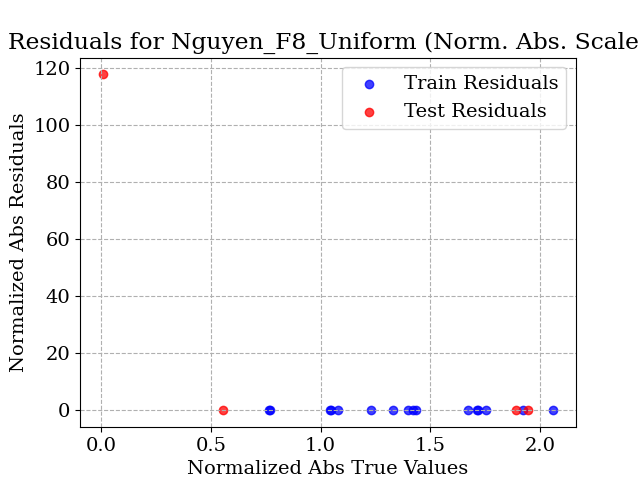 Residuals for Nguyen_F8_Uniform (Norm. Abs. Scale
Train Residuals
Test Residuals
Normalized Abs Residuals
120
100
80
60
40
20
0
0.0 0.5 1.0 1.5 2.0
Normalized Abs True Values